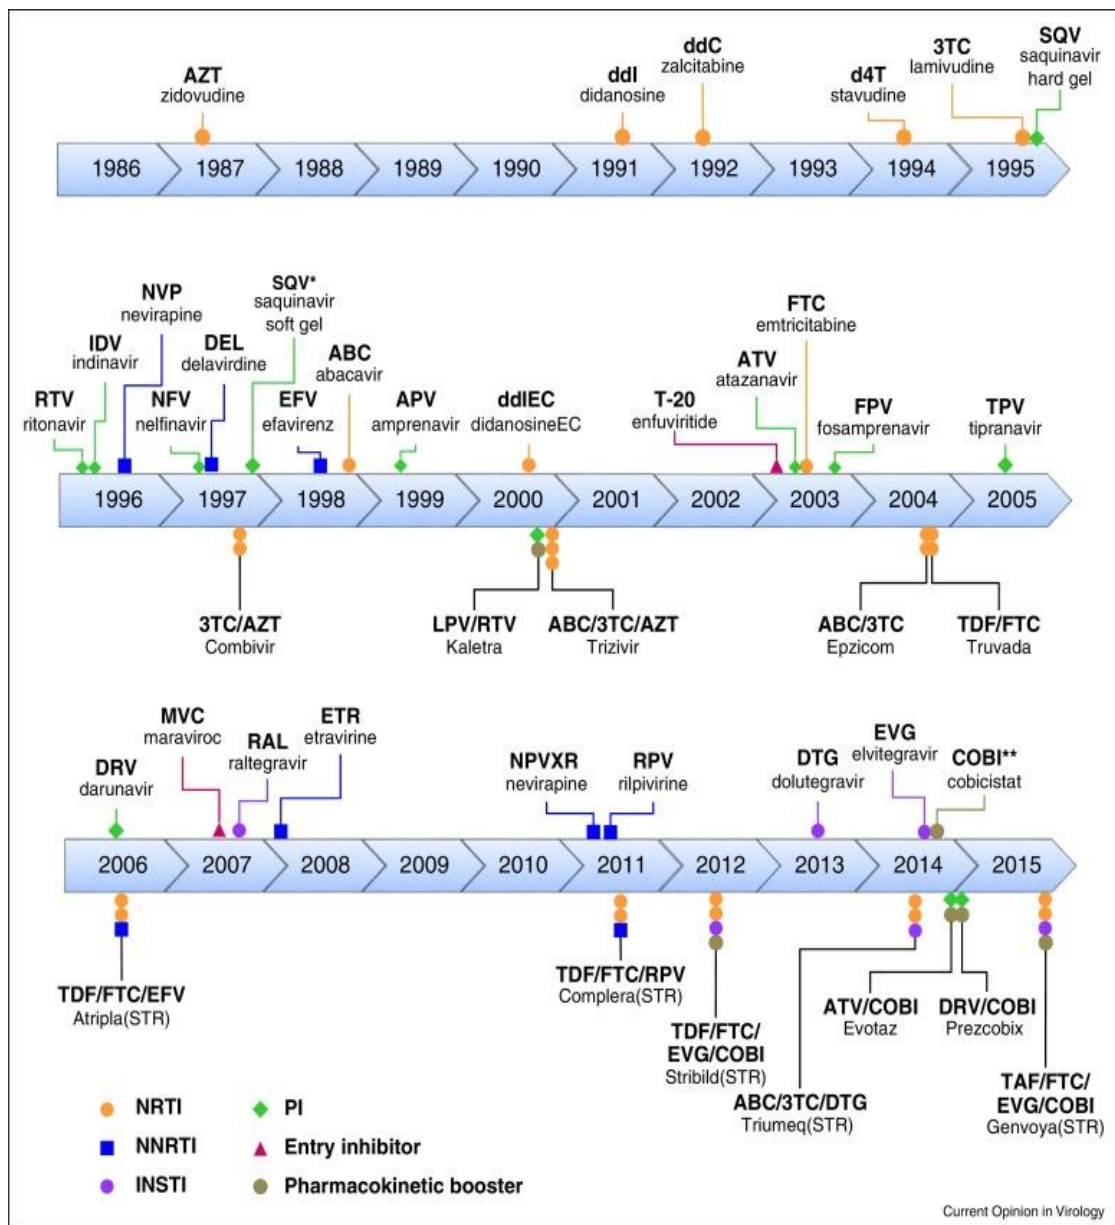 AZT
zidovudine
ddI
didanosine
ddC
zalcitabine
d4T
stavudine
3TC
lamivudine
SQV
saquinavir
hard gel
1986 1987 1988 1989 1990 1991 1992 1993 1994 1995
RTV
ritonavir
IDV
indinavir
NVP
nevirapine
NFV
nelfinavir
DEL
delavirdine
SQV*
saquinavir
soft gel
EFV
efavirenz
ABC
abacavir
APV
amprenavir
ddIEC
didanosineEC
T-20
enfuviritide
ATV
atazanavir
FTC
emtricitabine
FPV
fosamprenavir
TPV
tipranavir
1996 1997 1998 1999 2000 2001 2002 2003 2004 2005
3TC/AZT
Combivir
LPV/RTV
Kaletra
ABC/3TC/AZT
Trizivir
ABC/3TC
Epzicom
TDF/FTC
Truvada
DRV
darunavir
MVC
maraviroc
RAL
raltegravir
ETR
etravirine
NPVXR
nevirapine
RPV
rilpivirine
DTG
dolutegravir
EVG
elvitegravir
COBI**
cobicistat
2006 2007 2008 2009 2010 2011 2012 2013 2014 2015
TDF/FTC/EFV
Atripla(STR)
TDF/FTC/RPV
Complera(STR)
TDF/FTC/
EVG/COBI
Stribild(STR)
ABC/3TC/DTG
Triumeq(STR)
ATV/COBI
Evotaz
DRV/COBI
Prezcobix
TAF/FTC/
EVG/COBI
Genvoya(STR)
NRTI
NNRTI
INSTI
PI
Entry inhibitor
Pharmacokinetic booster
Current Opinion in Virology